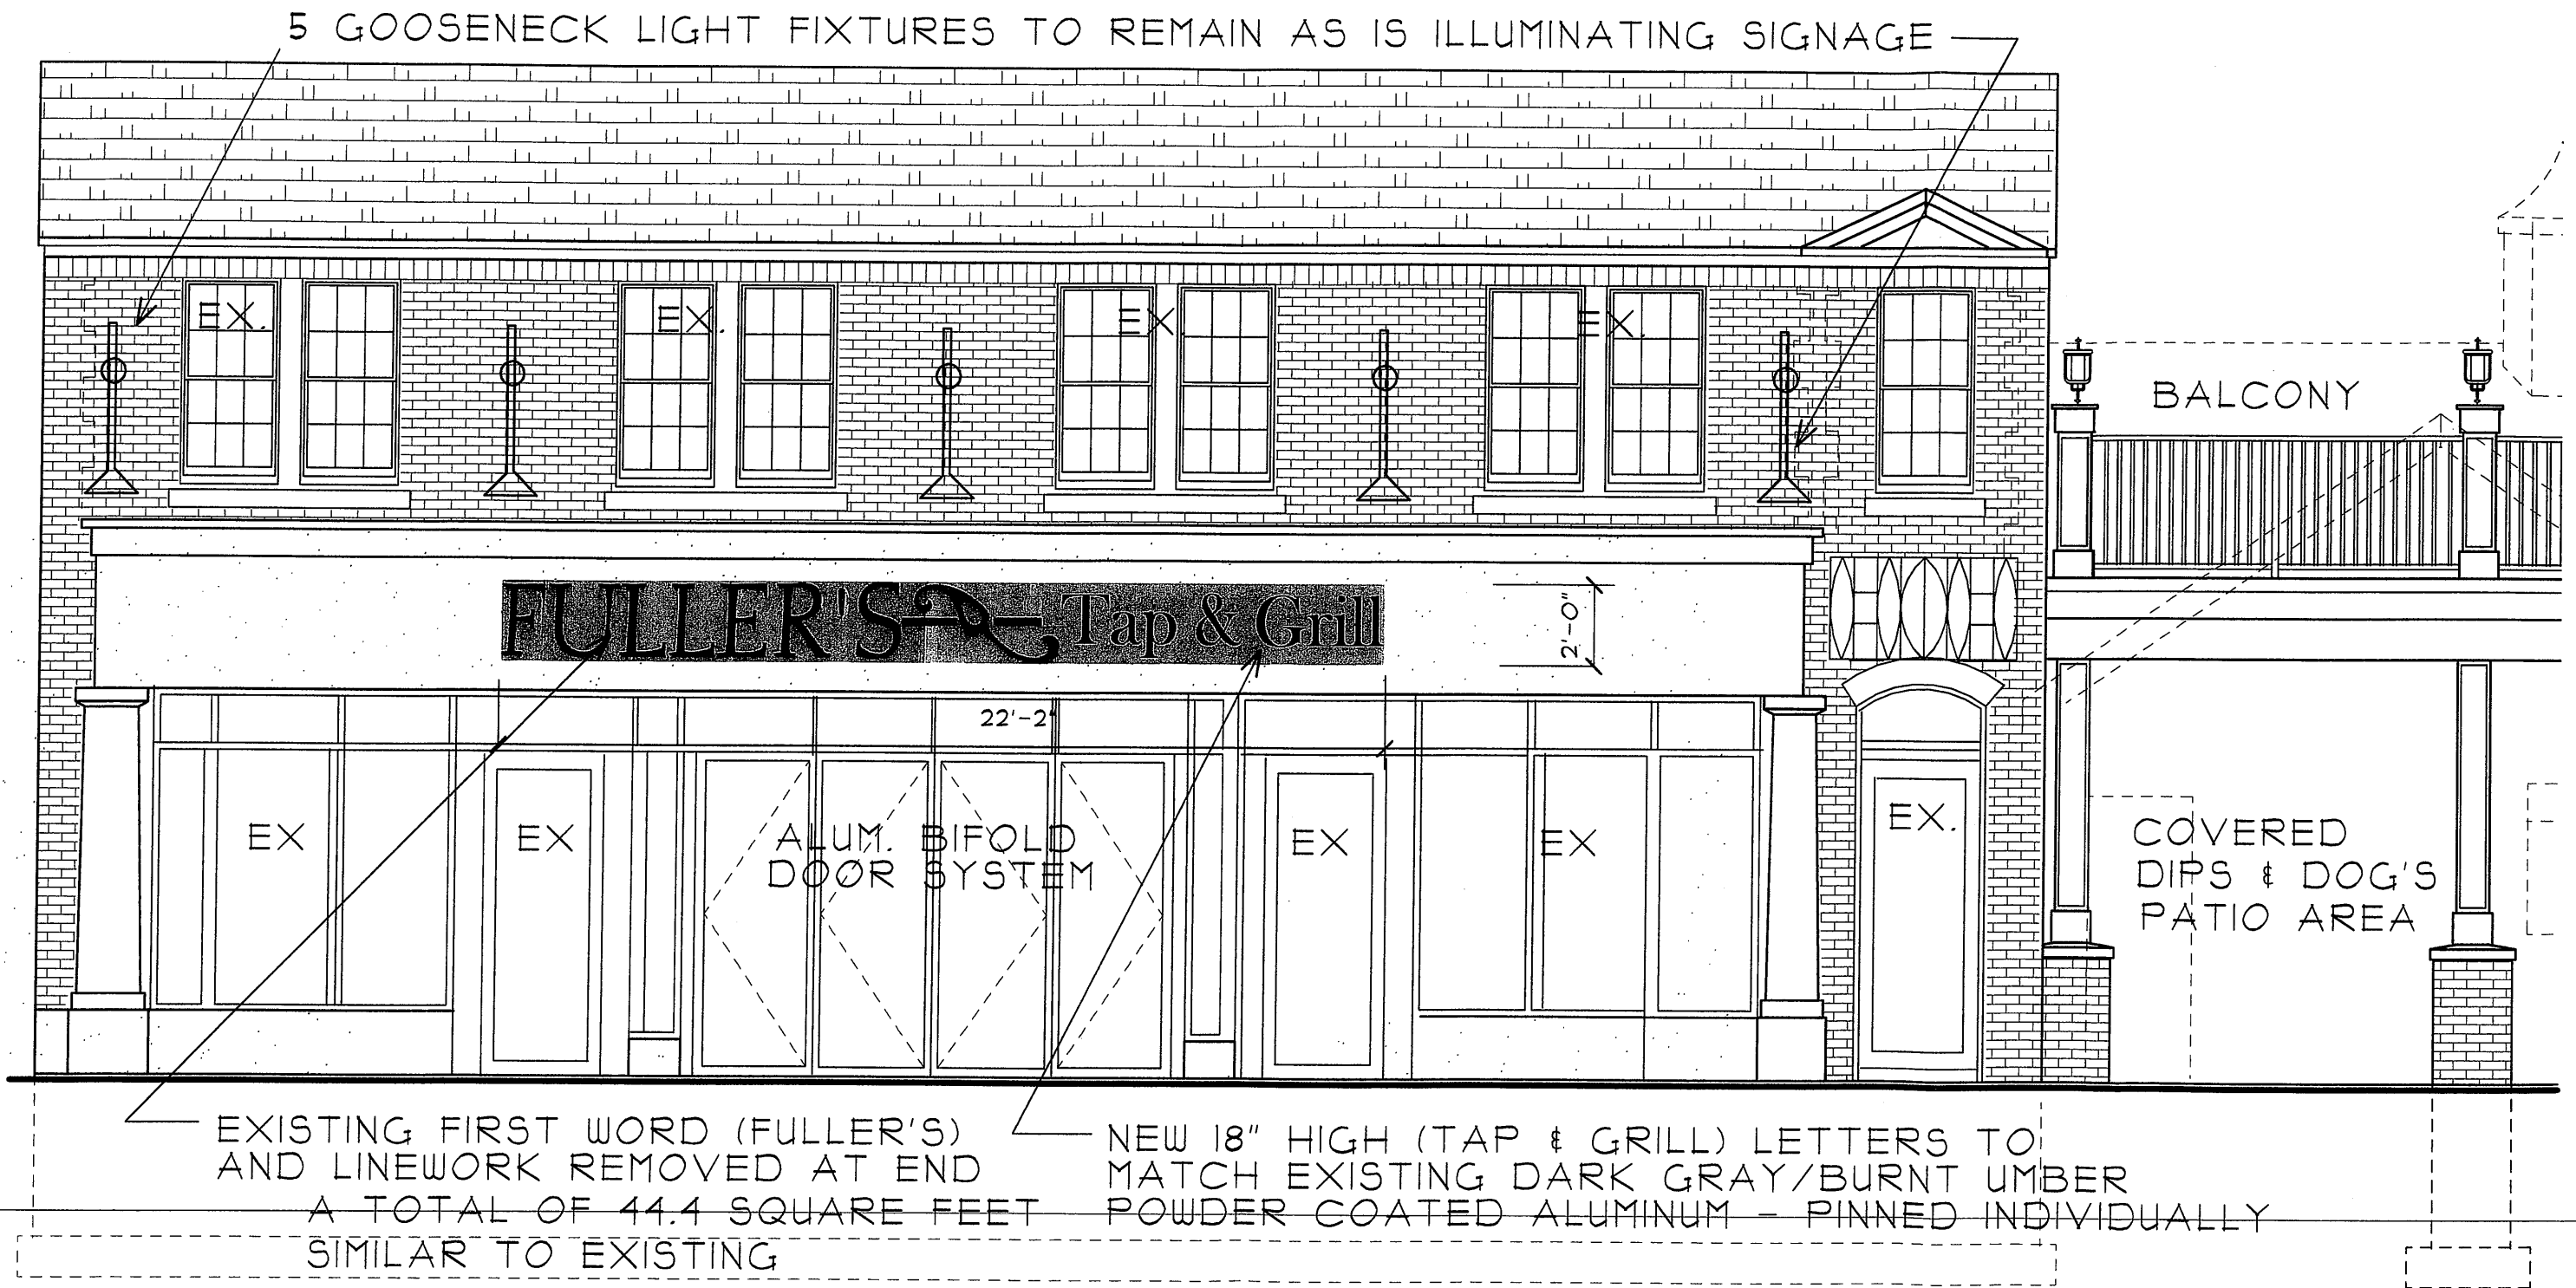 5 GOOSENECK LIGHT FIXTURES TO REMAIN AS IS ILLUMINATING SIGNAGE
EX.
EX.
EX
EX.
BALCONY
FULLER'S Tap & Grill
2'-0"
22'-2"
EX
EX
ALUM. BIFOLD
DOOR SYSTEM
EX
EX
EX.
COVERED
DIPS & DOG'S
PATIO AREA
EXISTING FIRST WORD (FULLER'S)
AND LINEWORK REMOVED AT END
A TOTAL OF 44.4 SQUARE FEET
SIMILAR TO EXISTING
NEW 18" HIGH (TAP & GRILL) LETTERS TO
MATCH EXISTING DARK GRAY/BURNT UMBER
POWDER COATED ALUMINUM - PINNED INDIVIDUALLY